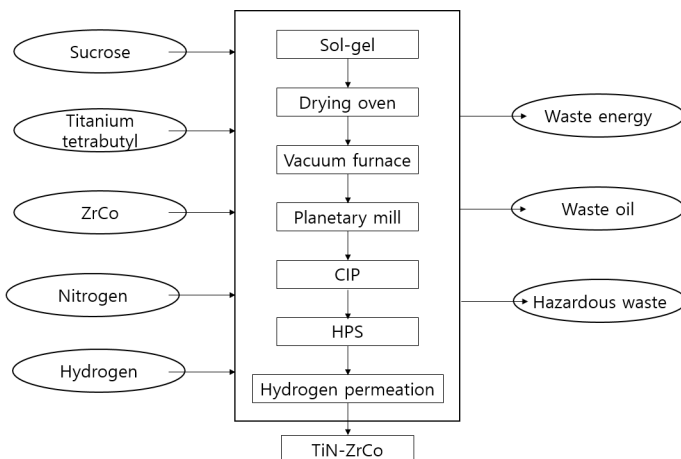 Sucrose
Titanium
tetrabutyl
ZrCo
Nitrogen
Hydrogen
Sol-gel
Drying oven
Vacuum furnace
Planetary mill
CIP
HPS
Hydrogen permeation
TiN-ZrCo
Waste energy
Waste oil
Hazardous waste